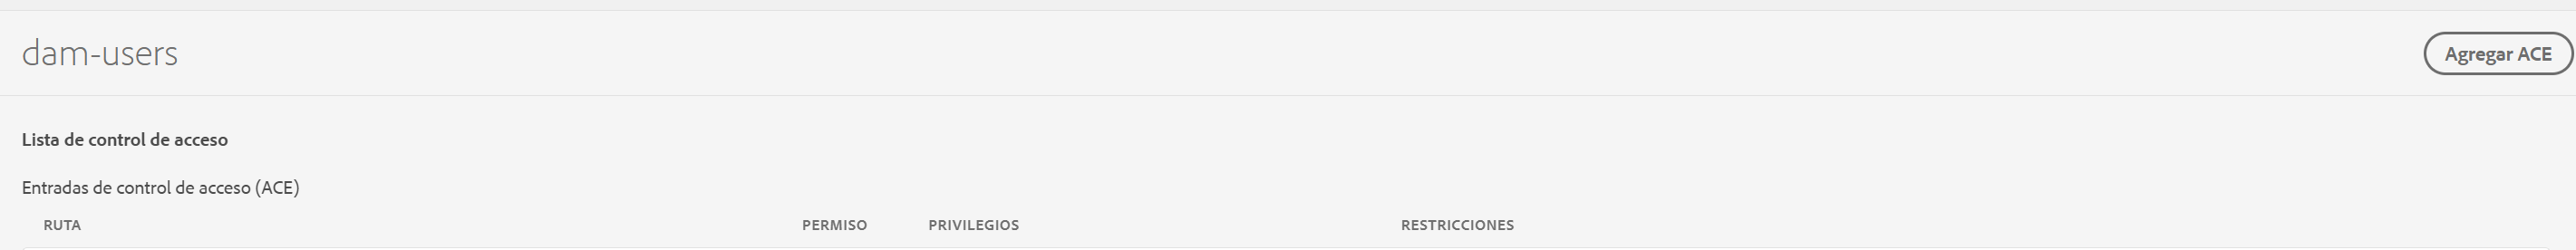 dam-users
Agregar ACE
Lista de control de acceso
Entradas de control de acceso (ACE)
RUTA PERMISO PRIVILEGIOS RESTRICCIONES